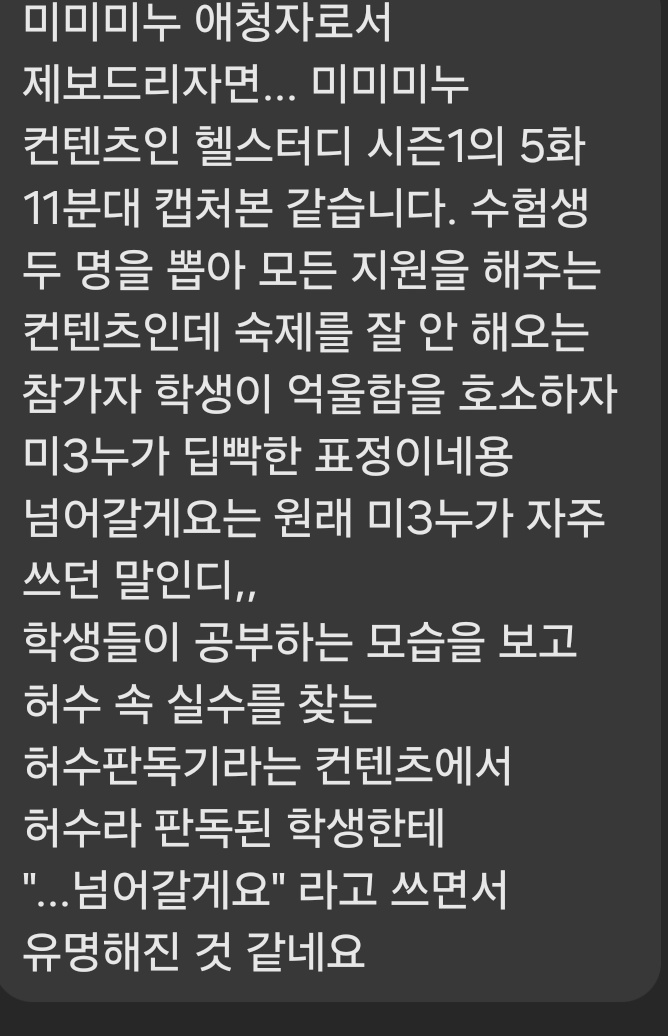 미미미누 애청자로서
제보드리자면... 미미미누
컨텐츠인 헬스터디 시즌1의 5화
11분대 캡처본 같습니다. 수험생
두 명을 뽑아 모든 지원을 해주는
컨텐츠인데 숙제를 잘 안 해오는
참가자 학생이 억울함을 호소하자
미3누가 딥빡한 표정이네용
넘어갈게요는 원래 미3누가 자주
쓰던 말인디,,
학생들이 공부하는 모습을 보고
허수 속 실수를 찾는
허수판독기라는 컨텐츠에서
허수라 판독된 학생한테
"...넘어갈게요" 라고 쓰면서
유명해진 것 같네요